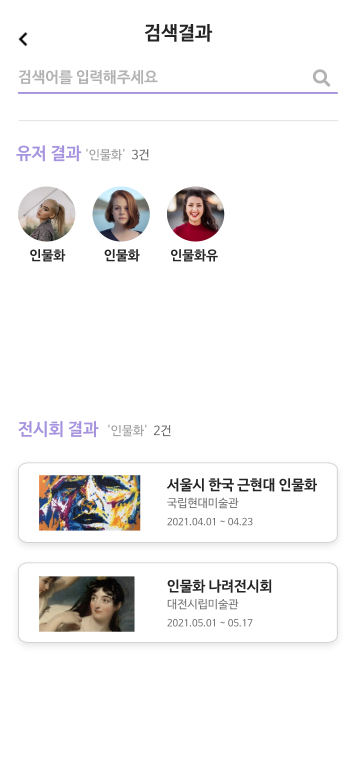 검색결과
검색어를 입력해주세요
유저 결과 '인물화' 3건
인물화 인물화 인물화유
전시회 결과 '인물화' 2건
서울시 한국 근현대 인물화
국립현대미술관
2021.04.01 ~ 04.23
인물화 나려전시회
대전시립미술관
2021.05.01 ~ 05.17